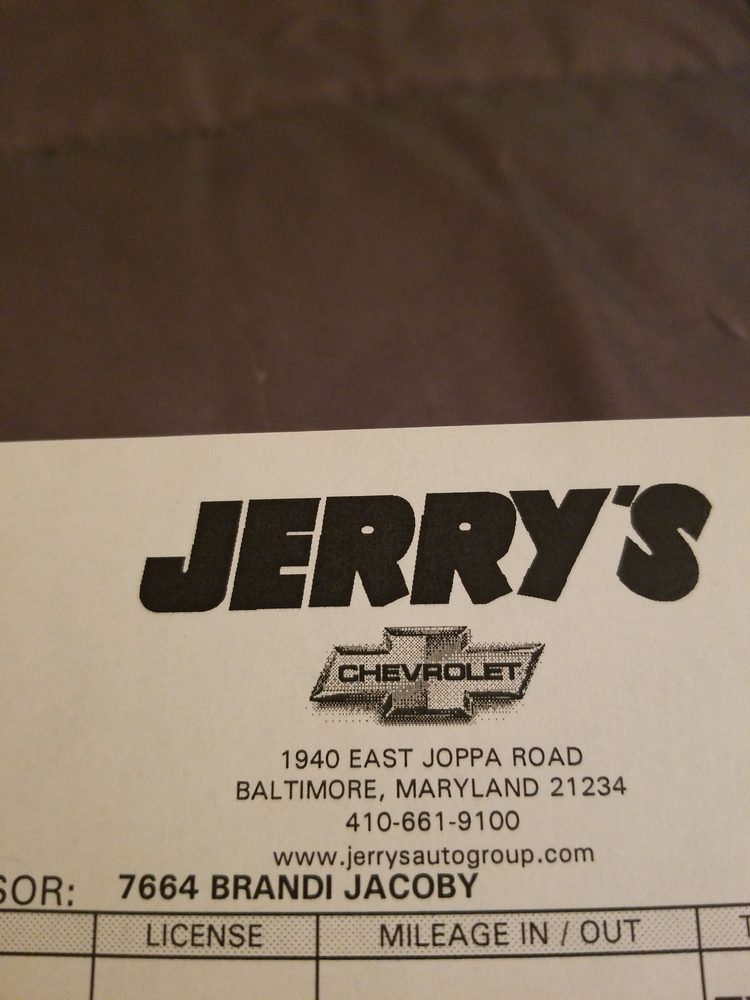 JERRY'S
CHEVROLET
1940 EAST JOPPA ROAD
BALTIMORE, MARYLAND 21234
410-661-9100
www.jerrysautogroup.com
SOR: 7664 BRANDI JACOBY
LICENSE MILEAGE IN / OUT